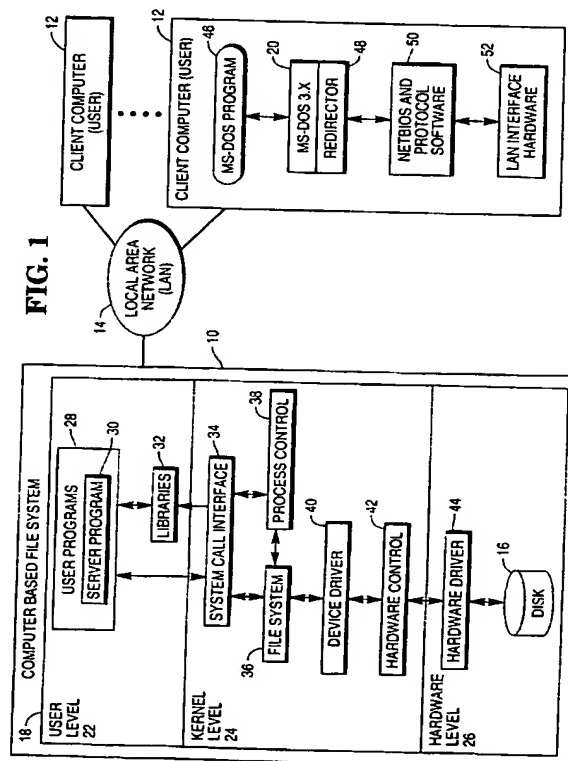 FIG. 1
COMPUTER BASED FILE SYSTEM
18
USER
LEVEL
22
USER PROGRAMS
28
SERVER PROGRAM
30
LIBRARIES
32
10
KERNEL
LEVEL
24
SYSTEM CALL INTERFACE
34
FILE SYSTEM
36
PROCESS CONTROL
38
DEVICE DRIVER
40
HARDWARE CONTROL
42
HARDWARE
LEVEL
26
HARDWARE DRIVER
44
DISK
16
14
LOCAL AREA
NETWORK
(LAN)
CLIENT COMPUTER
(USER)
12
CLIENT COMPUTER (USER)
12
MS-DOS PROGRAM
46
MS-DOS 3.X
20
REDIRECTOR
48
NETBIOS AND
PROTOCOL
SOFTWARE
50
LAN INTERFACE
HARDWARE
52